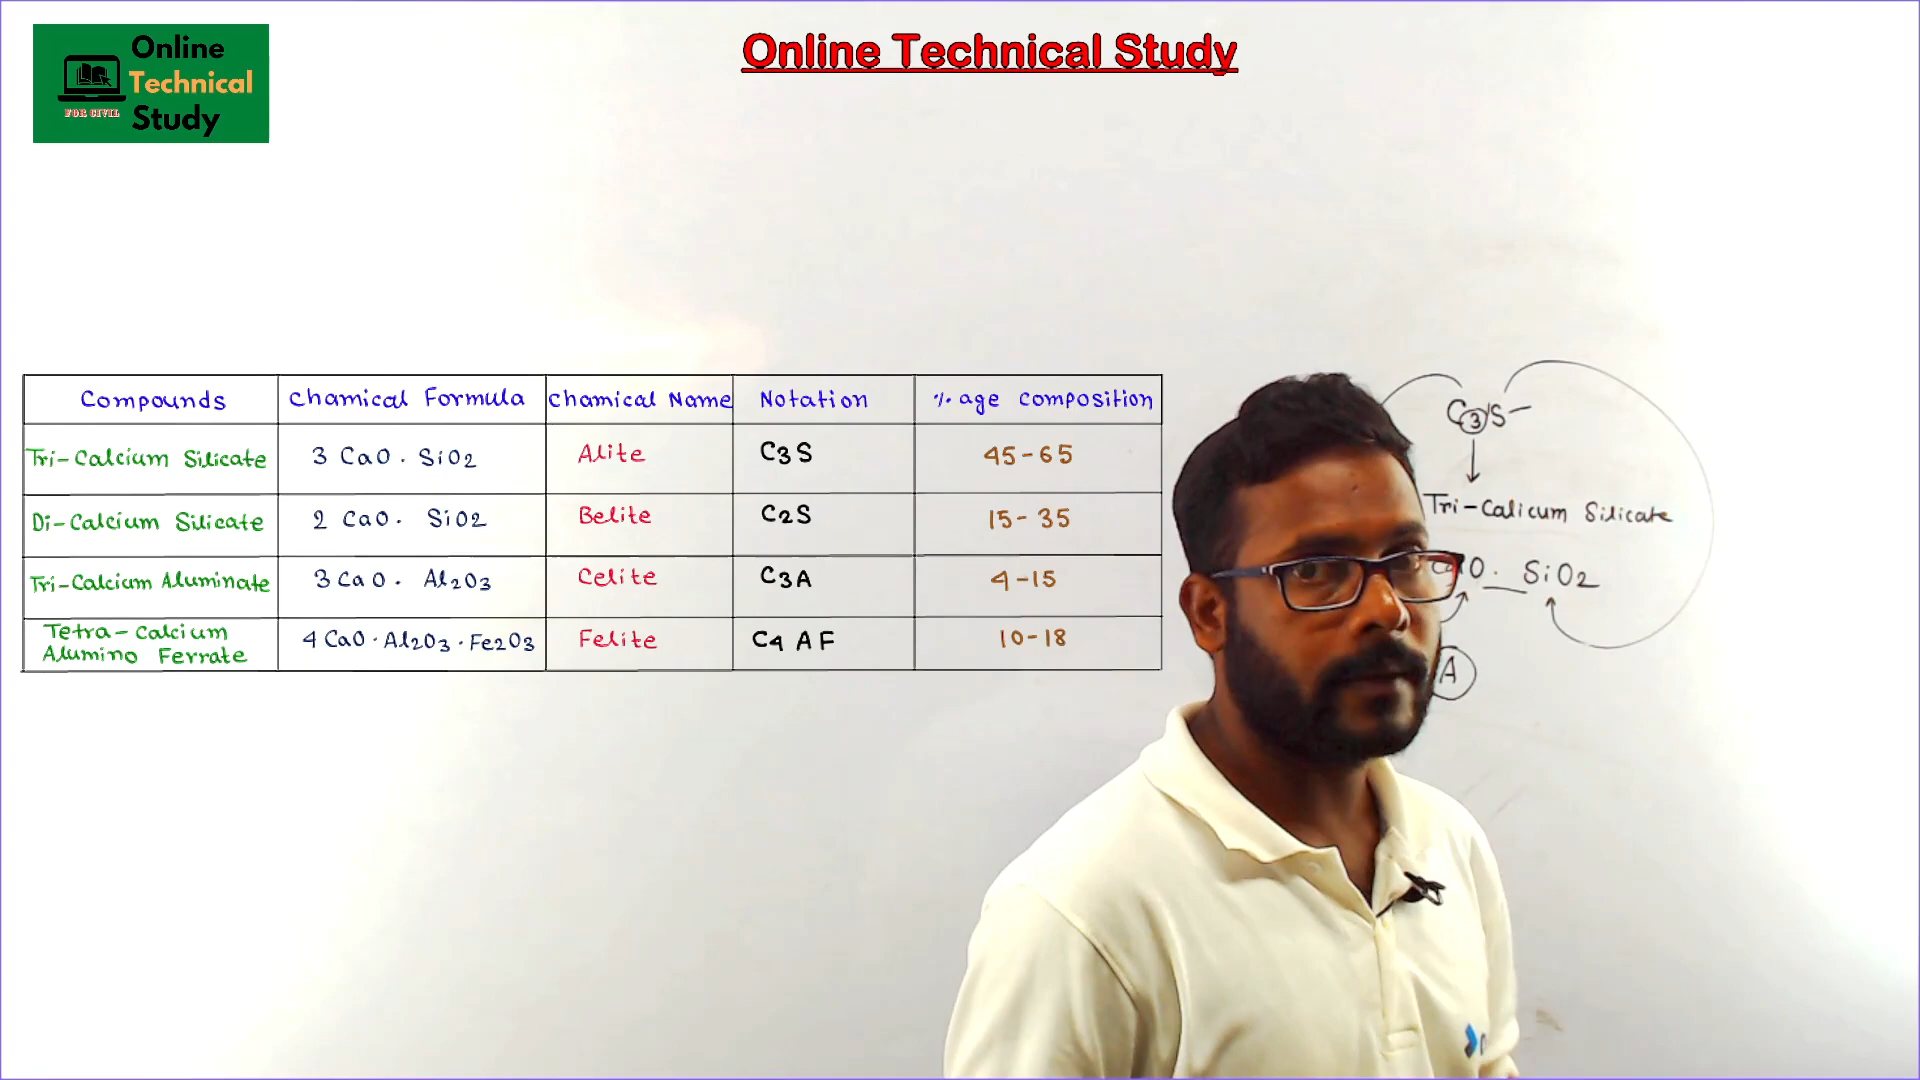 Online
Technical
Study
FOR CIVIL
Online Technical Study
Compounds Chamical Formula Chamical Name Notation %age composition
Tri-Calcium Silicate 3 CaO. SiO2 Alite C3S 45-65
Di-Calcium Silicate 2 CaO. SiO2 Belite C2S 15-35
Tri-Calcium Aluminate 3 CaO. Al2O3 Celite C3A 4-15
Tetra-Calcium
Alumino Ferrate 4 CaO.Al2O3.Fe2O3 Felite C4 AF 10-18
C3S
Tri-Calicum Silicate
SiO2
A